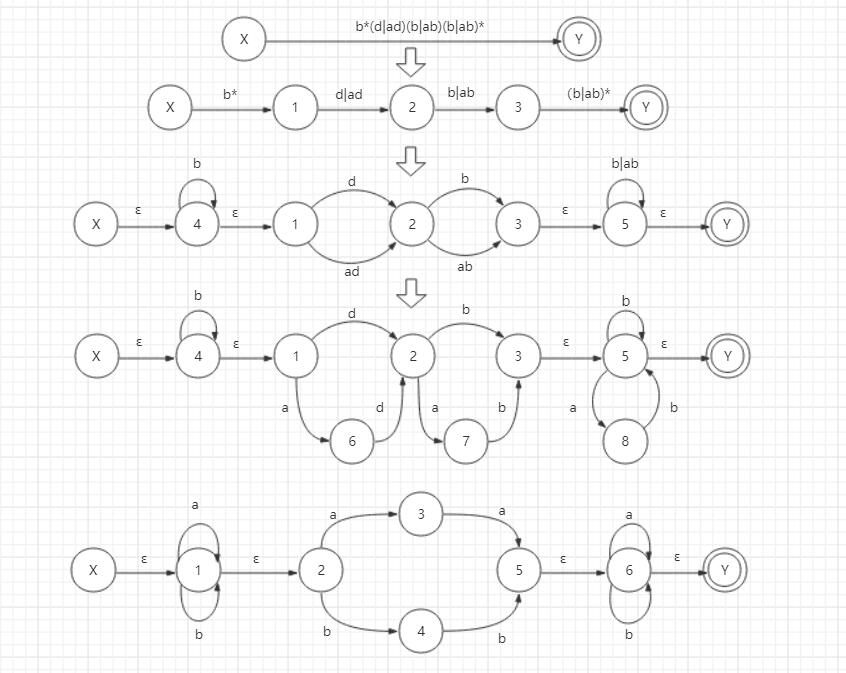 b*(d|ad)(b|ab)(b|ab)*
X Y
b* d|ad b|ab (b|ab)*
X 1 2 3 Y
b d b b|ab
ε ε ε ε
X 4 1 2 3 5 Y
ad ab
b d b b
ε ε ε ε
X 4 1 2 3 5 Y
a d a b a b
6 7 8
a a a a
3
ε ε ε ε
X 1 2 5 6 Y
b b b b
4